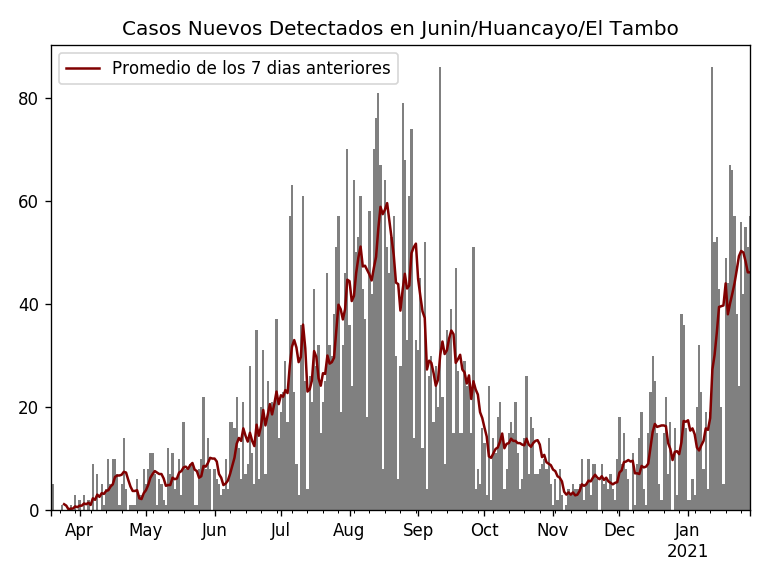 Casos Nuevos Detectados en Junin/Huancayo/El Tambo
Promedio de los 7 dias anteriores
80
60
40
20
0
Apr May Jun Jul Aug Sep Oct Nov Dec Jan
2021